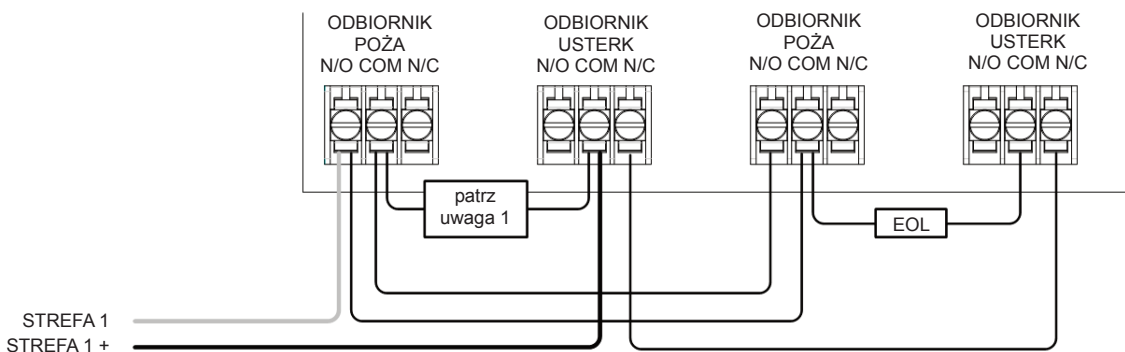 ODBIORNIK
POŻA
N/O COM N/C
ODBIORNIK
USTERK
N/O COM N/C
ODBIORNIK
POŻA
N/O COM N/C
ODBIORNIK
USTERK
N/O COM N/C
patrz
uwaga 1
EOL
STREFA 1
STREFA 1 +